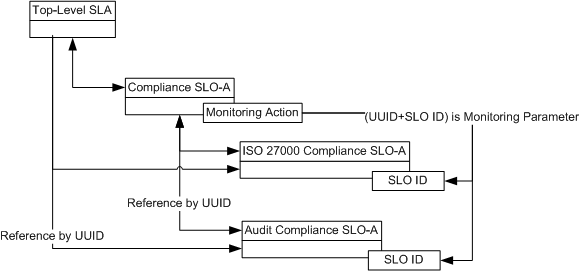 Top-Level SLA
Compliance SLO-A
Monitoring Action
(UUID+SLO ID) is Monitoring Parameter
ISO 27000 Compliance SLO-A
SLO ID
Reference by UUID
Audit Compliance SLO-A
Reference by UUID
SLO ID